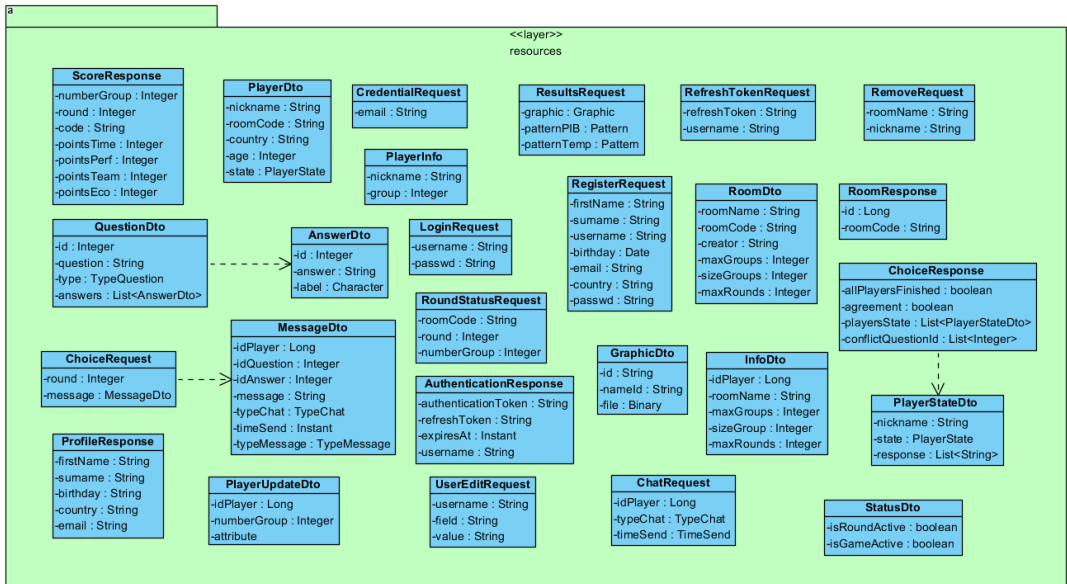 a
<<layer>>
resources
ScoreResponse
-numberGroup : Integer
-round : Integer
-code : String
-pointsTime : Integer
-pointsPerf : Integer
-pointsTeam : Integer
-pointsEco : Integer
PlayerDto
-nickname : String
-roomCode : String
-country : String
-age : Integer
-state : PlayerState
CredentialRequest
-email : String
ResultsRequest
-graphic : Graphic
-patternPIB : Pattern
-patternTemp : Pattern
RefreshTokenRequest
-refreshToken : String
-username : String
RemoveRequest
-roomName : String
-nickname : String
PlayerInfo
-nickname : String
-group : Integer
RegisterRequest
-firstName : String
-surname : String
-username : String
-birthday : Date
-email : String
-country : String
-passwd : String
RoomDto
-roomName : String
-roomCode : String
-creator : String
-maxGroups : Integer
-sizeGroups : Integer
-maxRounds : Integer
RoomResponse
-id : Long
-roomCode : String
QuestionDto
-id : Integer
-question : String
-type : TypeQuestion
-answers : List<AnswerDto>
AnswerDto
-id : Integer
-answer : String
-label : Character
LoginRequest
-username : String
-passwd : String
ChoiceResponse
-allPlayersFinished : boolean
-agreement : boolean
-playersState : List<PlayerStateDto>
-conflictQuestionId : List<Integer>
RoundStatusRequest
-roomCode : String
-round : Integer
-numberGroup : Integer
MessageDto
-idPlayer : Long
-idQuestion : Integer
-idAnswer : Integer
-message : String
-typeChat : TypeChat
-timeSend : Instant
-typeMessage : TypeMessage
ChoiceRequest
-round : Integer
-message : MessageDto
GraphicDto
-id : String
-nameId : String
-file : Binary
InfoDto
-idPlayer : Long
-roomName : String
-maxGroups : Integer
-sizeGroup : Integer
-maxRounds : Integer
AuthenticationResponse
-authenticationToken : String
-refreshToken : String
-expiresAt : Instant
-username : String
PlayerStateDto
-nickname : String
-state : PlayerState
-response : List<String>
ProfileResponse
-firstName : String
-surname : String
-birthday : String
-country : String
-email : String
PlayerUpdateDto
-idPlayer : Long
-numberGroup : Integer
-attribute
UserEditRequest
-username : String
-field : String
-value : String
ChatRequest
-idPlayer : Long
-typeChat : TypeChat
-timeSend : TimeSend
StatusDto
-isRoundActive : boolean
-isGameActive : boolean